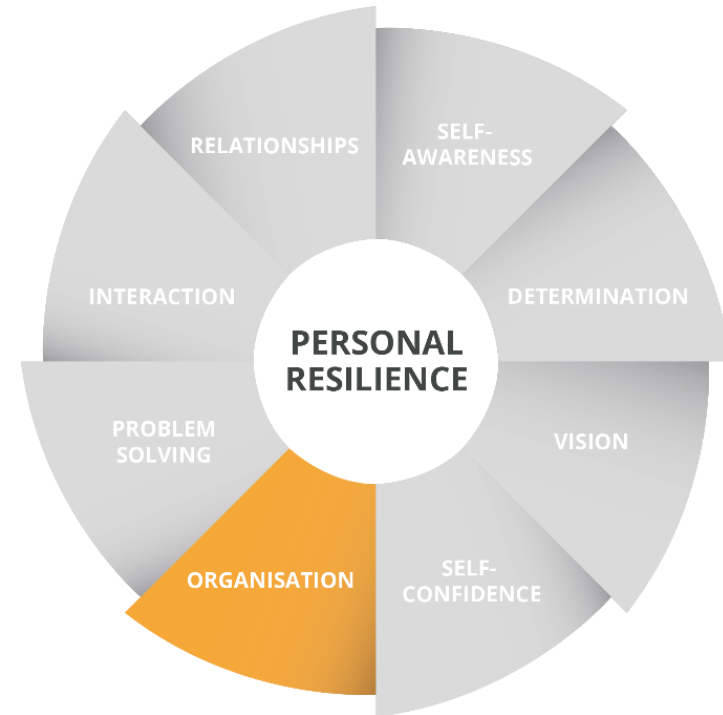 RELATIONSHIPS
SELF-
AWARENESS
INTERACTION
DETERMINATION
PERSONAL
RESILIENCE
PROBLEM
SOLVING
VISION
ORGANISATION
SELF-
CONFIDENCE